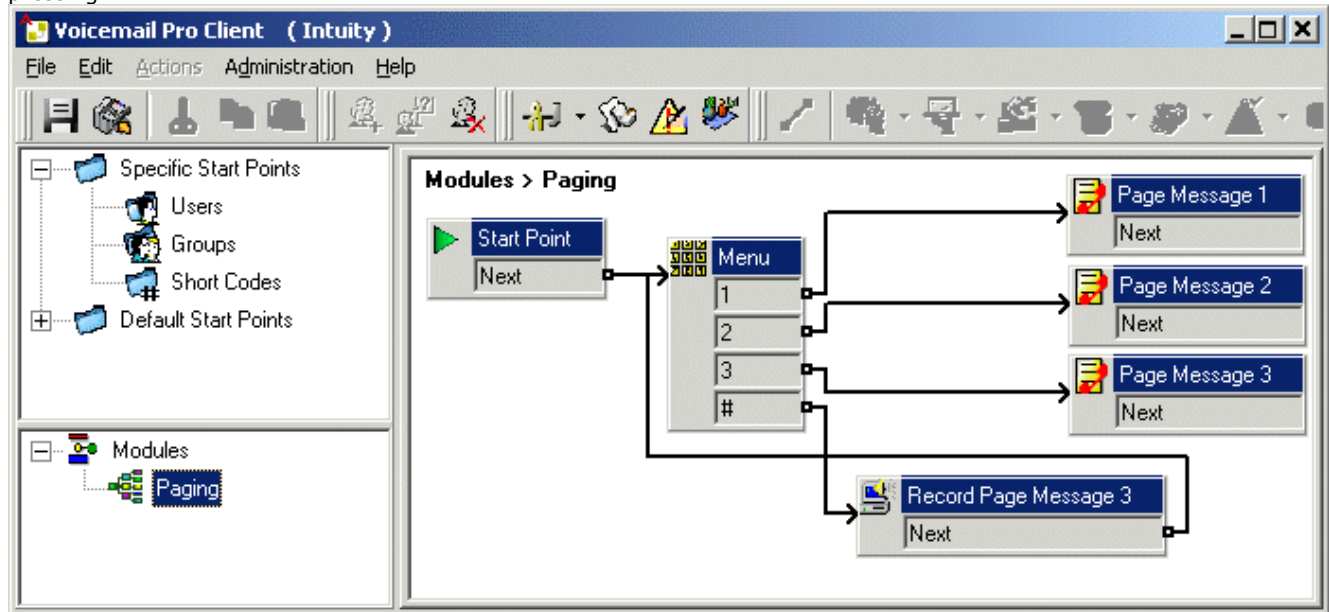 Voicemail Pro Client   ( Intuity )
File Edit Actions Administration Help
Specific Start Points
Users
Groups
Short Codes
Default Start Points
Modules
Paging
Modules > Paging
Start Point
Next
Menu
1
2
3
#
Page Message 1
Next
Page Message 2
Next
Page Message 3
Next
Record Page Message 3
Next